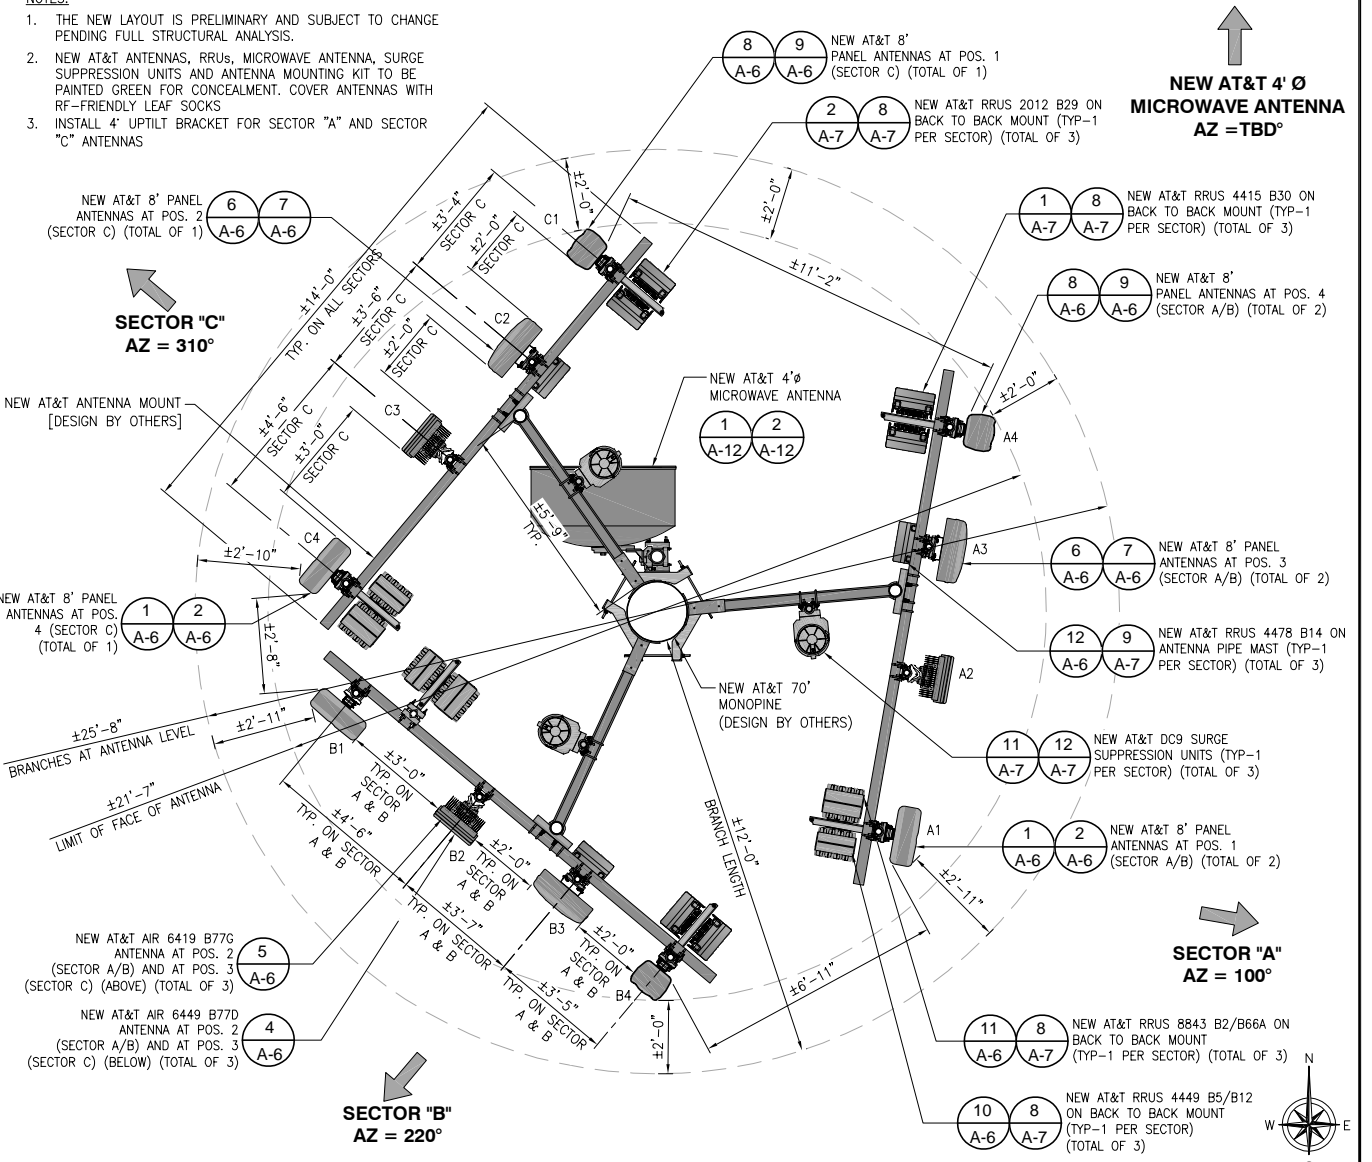 NOTES:
1. THE NEW LAYOUT IS PRELIMINARY AND SUBJECT TO CHANGE
PENDING FULL STRUCTURAL ANALYSIS.
2. NEW AT&T ANTENNAS, RRUs, MICROWAVE ANTENNA, SURGE
SUPPRESSION UNITS AND ANTENNA MOUNTING KIT TO BE
PAINTED GREEN FOR CONCEALMENT. COVER ANTENNAS WITH
RF-FRIENDLY LEAF SOCKS
3. INSTALL 4° UPTILT BRACKET FOR SECTOR "A" AND SECTOR
"C" ANTENNAS
8
A-6
9
A-6
NEW AT&T 8'
PANEL ANTENNAS AT POS. 1
(SECTOR C) (TOTAL OF 1)
2
A-7
8
A-7
NEW AT&T RRUS 2012 B29 ON
BACK TO BACK MOUNT (TYP-1
PER SECTOR) (TOTAL OF 3)
NEW AT&T 4' Ø
MICROWAVE ANTENNA
AZ =TBD°
1
A-7
8
A-7
NEW AT&T RRUS 4415 B30 ON
BACK TO BACK MOUNT (TYP-1
PER SECTOR) (TOTAL OF 3)
8
A-6
9
A-6
NEW AT&T 8'
PANEL ANTENNAS AT POS. 4
(SECTOR A/B) (TOTAL OF 2)
NEW AT&T 8' PANEL
ANTENNAS AT POS. 2
(SECTOR C) (TOTAL OF 1)
6
A-6
7
A-6
SECTOR "C"
AZ = 310°
NEW AT&T ANTENNA MOUNT
[DESIGN BY OTHERS]
±14'-0"
TYP. ON ALL SECTORS
±3'-4"
SECTOR C
±2'-0"
SECTOR C
±3'-6"
SECTOR C
±2'-0"
SECTOR C
±4'-6"
SECTOR C
±3'-0"
SECTOR C
±2'-0"
±2'-0"
±11'-2"
±2'-0"
C1
C2
C3
C4
A4
A3
A2
A1
NEW AT&T 4'ø
MICROWAVE ANTENNA
1
A-12
2
A-12
±5'-9"
TYP.
±2'-10"
NEW AT&T 8' PANEL
ANTENNAS AT POS.
4 (SECTOR C)
(TOTAL OF 1)
1
A-6
2
A-6
±2'-8"
±2'-11"
±25'-8"
BRANCHES AT ANTENNA LEVEL
±21'-7"
LIMIT OF FACE OF ANTENNA
6
A-6
7
A-6
NEW AT&T 8' PANEL
ANTENNAS AT POS. 3
(SECTOR A/B) (TOTAL OF 2)
12
A-6
9
A-7
NEW AT&T RRUS 4478 B14 ON
ANTENNA PIPE MAST (TYP-1
PER SECTOR) (TOTAL OF 3)
NEW AT&T 70'
MONOPINE
(DESIGN BY OTHERS)
11
A-7
12
A-7
NEW AT&T DC9 SURGE
SUPPRESSION UNITS (TYP-1
PER SECTOR) (TOTAL OF 3)
1
A-6
2
A-6
NEW AT&T 8' PANEL
ANTENNAS AT POS. 1
(SECTOR A/B) (TOTAL OF 2)
±2'-11"
B1
B2
B3
B4
±3'-0"
TYP. ON
SECTOR
A & B
±4'-6"
TYP. ON SECTOR
A & B
±2'-0"
TYP. ON
SECTOR
A & B
±3'-7"
TYP. ON SECTOR
A & B
±2'-0"
TYP. ON
SECTOR
A & B
±3'-5"
TYP. ON SECTOR
A & B
±2'-0"
±6'-11"
±12'-0"
BRANCH LENGTH
NEW AT&T AIR 6419 B77G
ANTENNA AT POS. 2
(SECTOR A/B) AND AT POS. 3
(SECTOR C) (ABOVE) (TOTAL OF 3)
5
A-6
NEW AT&T AIR 6449 B77D
ANTENNA AT POS. 2
(SECTOR A/B) AND AT POS. 3
(SECTOR C) (BELOW) (TOTAL OF 3)
4
A-6
SECTOR "B"
AZ = 220°
SECTOR "A"
AZ = 100°
11
A-6
8
A-7
NEW AT&T RRUS 8843 B2/B66A ON
BACK TO BACK MOUNT
(TYP-1 PER SECTOR) (TOTAL OF 3)
10
A-6
8
A-7
NEW AT&T RRUS 4449 B5/B12
ON BACK TO BACK MOUNT
(TYP-1 PER SECTOR)
(TOTAL OF 3)
N
W
E